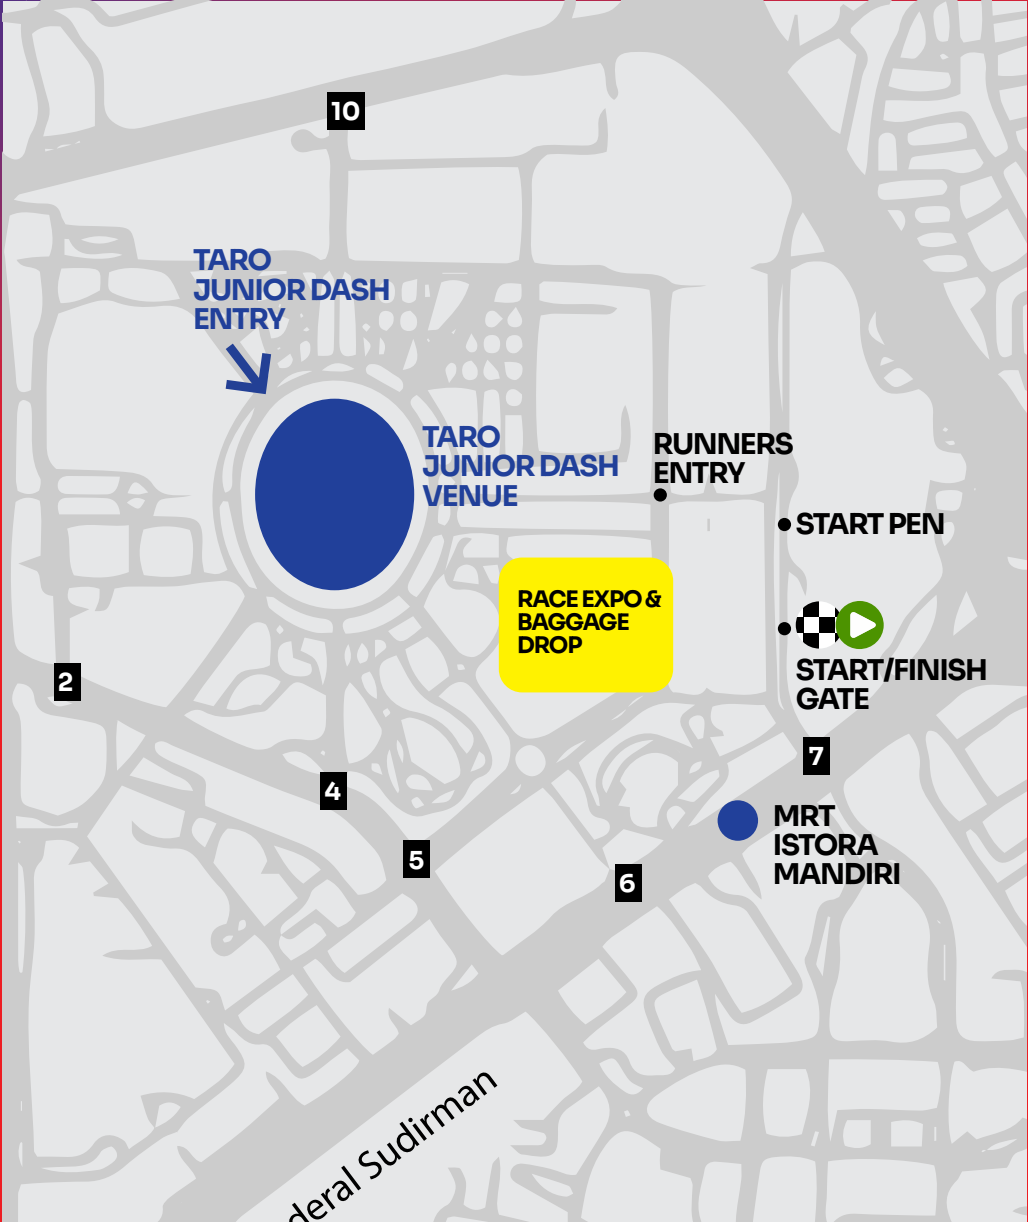 10
TARO
JUNIOR DASH
ENTRY
TARO
JUNIOR DASH
VENUE
RUNNERS
ENTRY
START PEN
RACE EXPO &
BAGGAGE
DROP
START/FINISH
GATE
2
7
4
MRT
ISTORA
MANDIRI
5
6
deral Sudirman